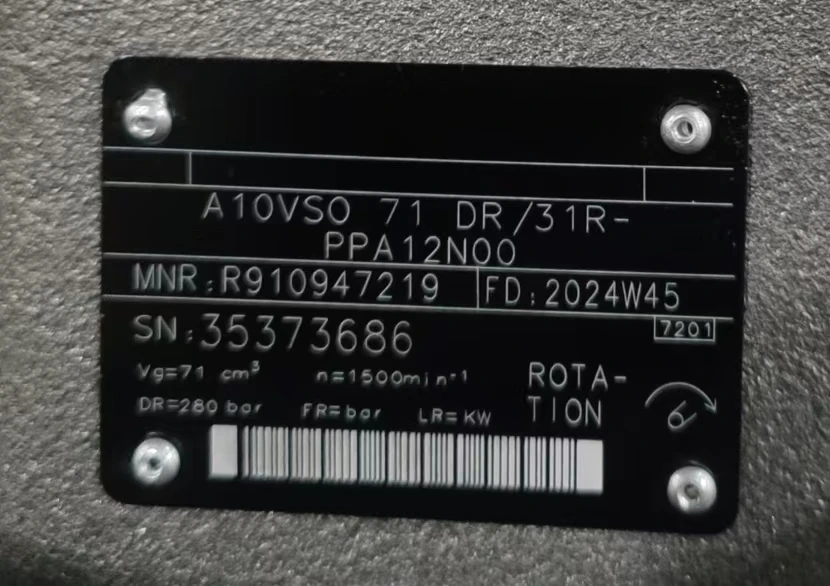 A10VSO 71 DR/31R-
PPA12N00
MNR: R910947219 FD: 2024W45
SN: 35373686 7201
Vg=71 cm³ n=1500min⁻¹
DR=280 bar FR=bar LR=KW
ROTA-
TION